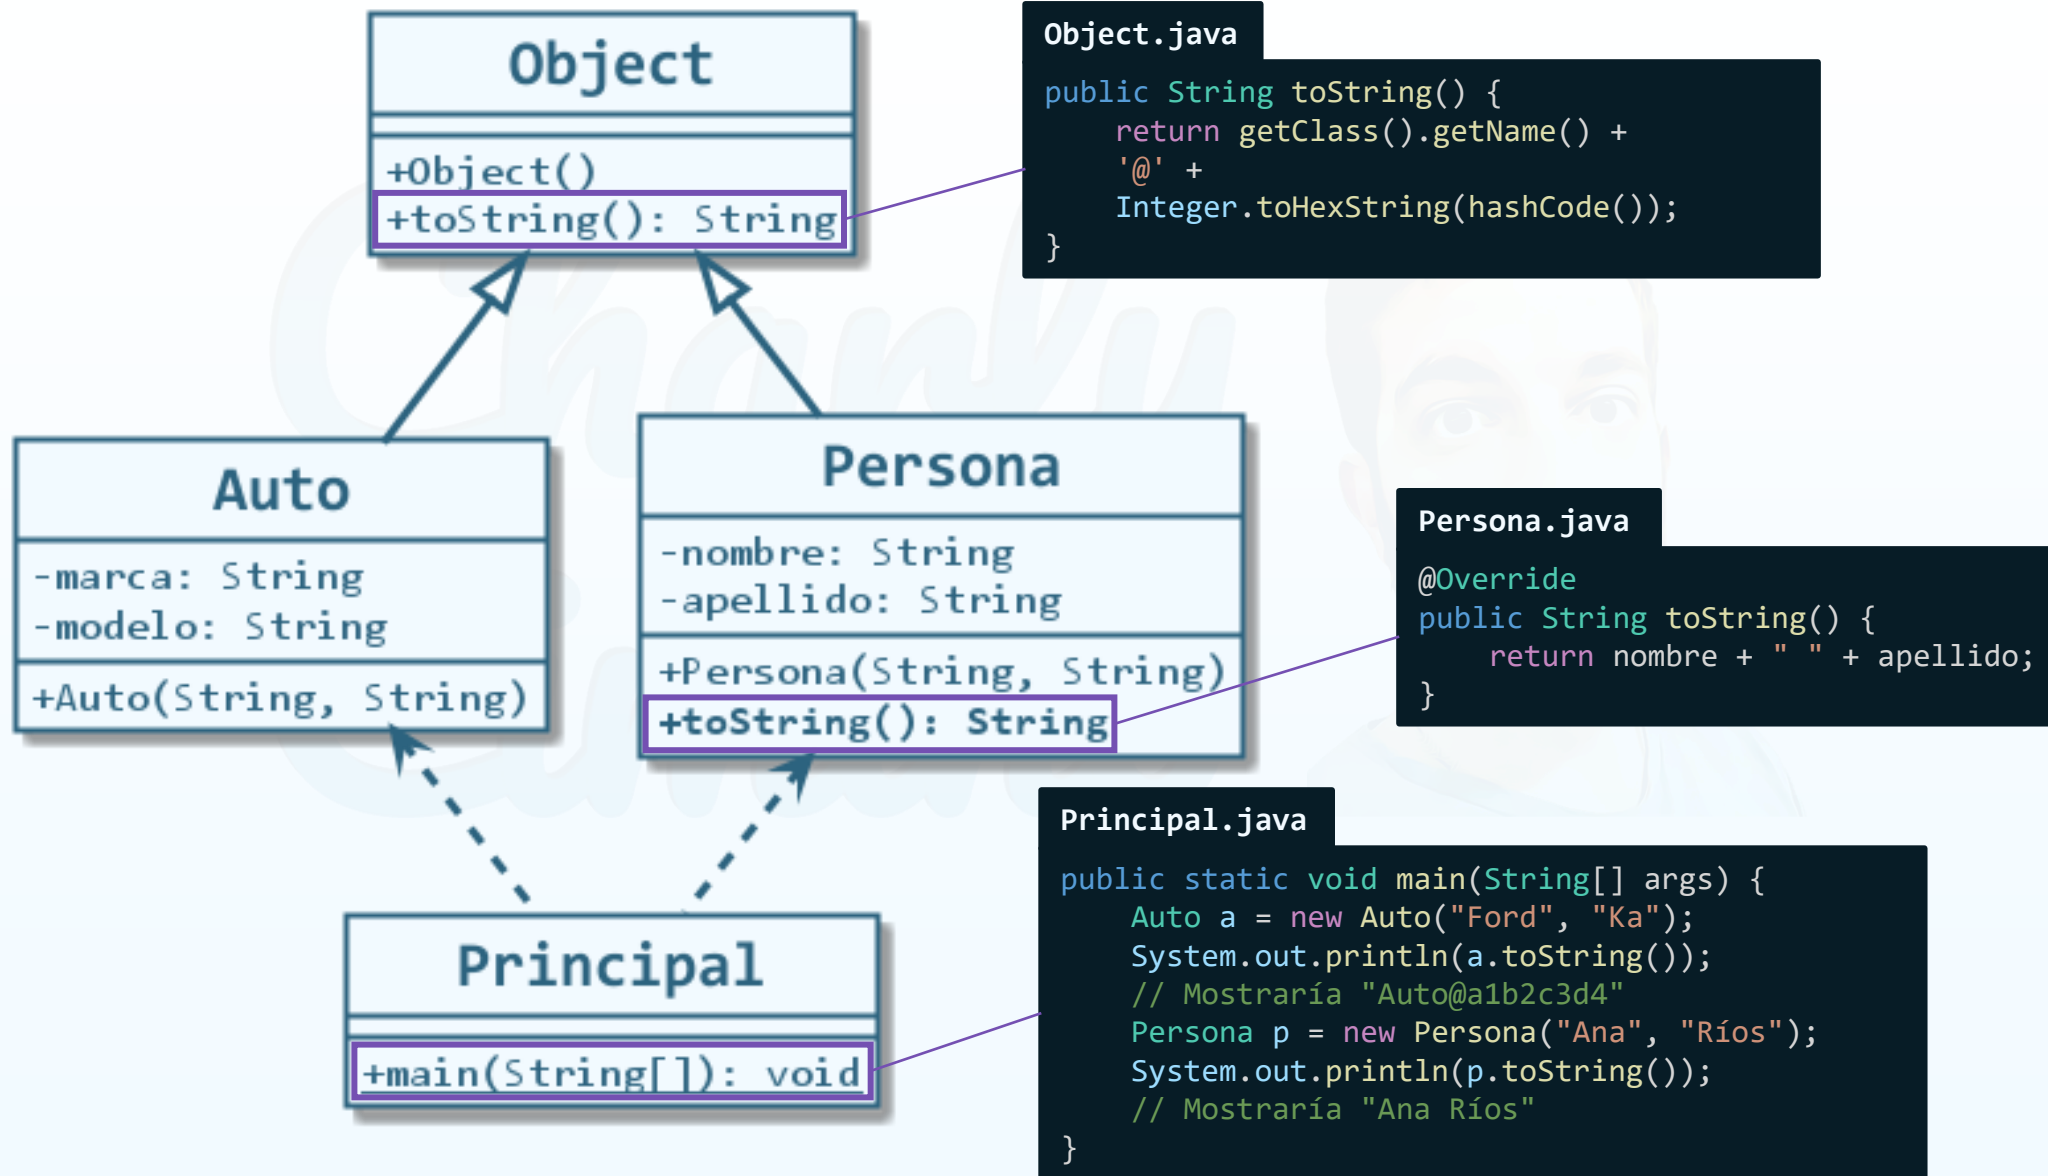 Object
+Object()
+toString(): String
Object.java
public String toString() {
return getClass().getName() +
'@' +
Integer.toHexString(hashCode());
}
Auto
-marca: String
-modelo: String
+Auto(String, String)
Persona
-nombre: String
-apellido: String
+Persona(String, String)
+toString(): String
Persona.java
@Override
public String toString() {
return nombre + " " + apellido;
}
Principal
+main(String[]): void
Principal.java
public static void main(String[] args) {
Auto a = new Auto("Ford", "Ka");
System.out.println(a.toString());
// Mostraría "Auto@a1b2c3d4"
Persona p = new Persona("Ana", "Ríos");
System.out.println(p.toString());
// Mostraría "Ana Ríos"
}